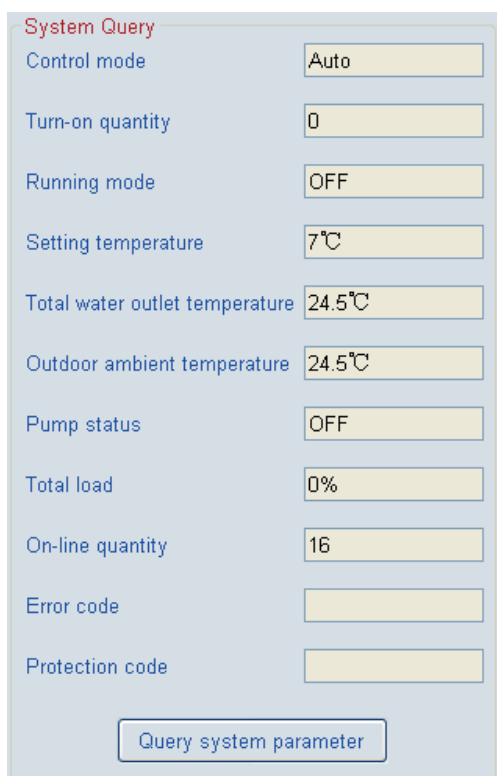 System Query
Control mode Auto
Turn-on quantity 0
Running mode OFF
Setting temperature 7℃
Total water outlet temperature 24.5℃
Outdoor ambient temperature 24.5℃
Pump status OFF
Total load 0%
On-line quantity 16
Error code
Protection code
Query system parameter